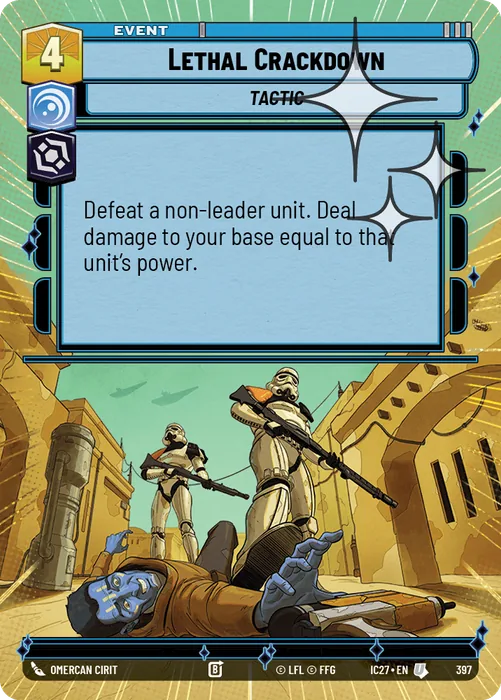 EVENT
4
LETHAL CRACKDOWN
TACTIC
Defeat a non-leader unit. Deal
damage to your base equal to that
unit's power.
OMERCAN CIRIT
B
© LFL © FFG
IC27 • EN
397